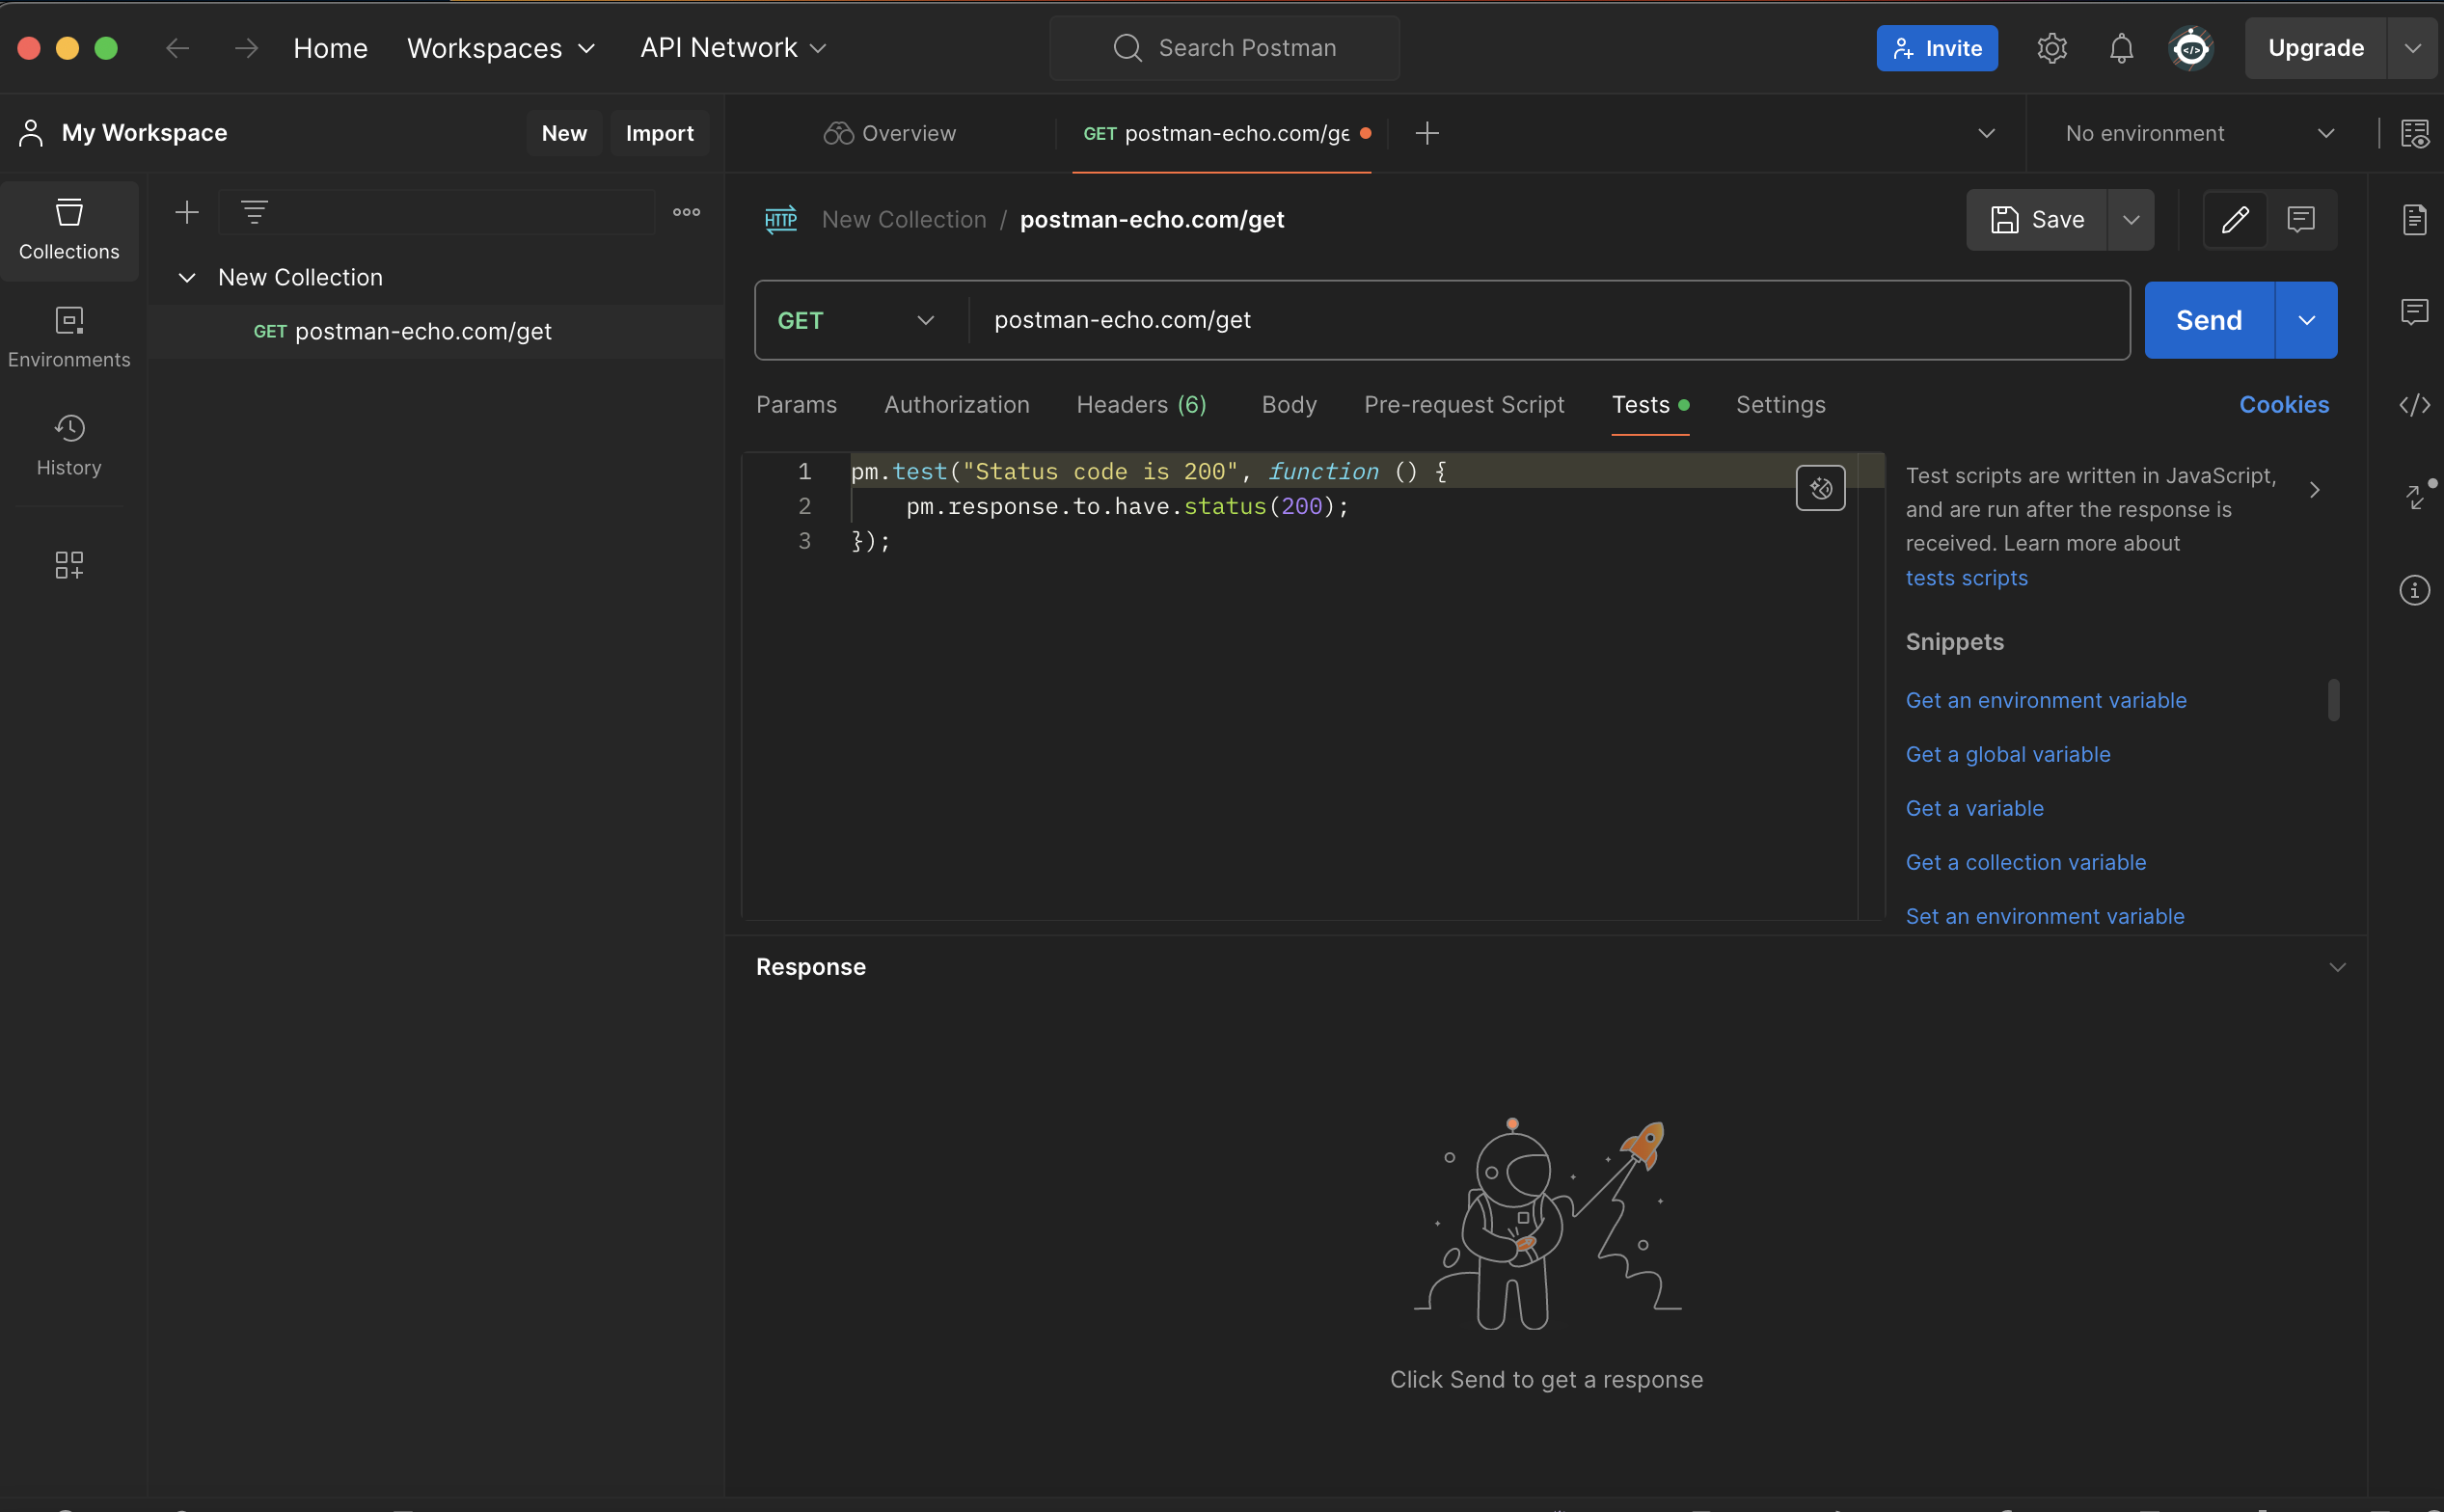 Home Workspaces API Network Search Postman Invite Upgrade
My Workspace New Import Overview GET postman-echo.com/ge No environment
Collections
Environments
History
New Collection
GET postman-echo.com/get
HTTP New Collection / postman-echo.com/get Save
GET postman-echo.com/get Send
Params Authorization Headers (6) Body Pre-request Script Tests Settings Cookies
1 pm.test("Status code is 200", function () {
2 pm.response.to.have.status(200);
3 });
Test scripts are written in JavaScript,
and are run after the response is
received. Learn more about
tests scripts
Snippets
Get an environment variable
Get a global variable
Get a variable
Get a collection variable
Set an environment variable
Response
Click Send to get a response